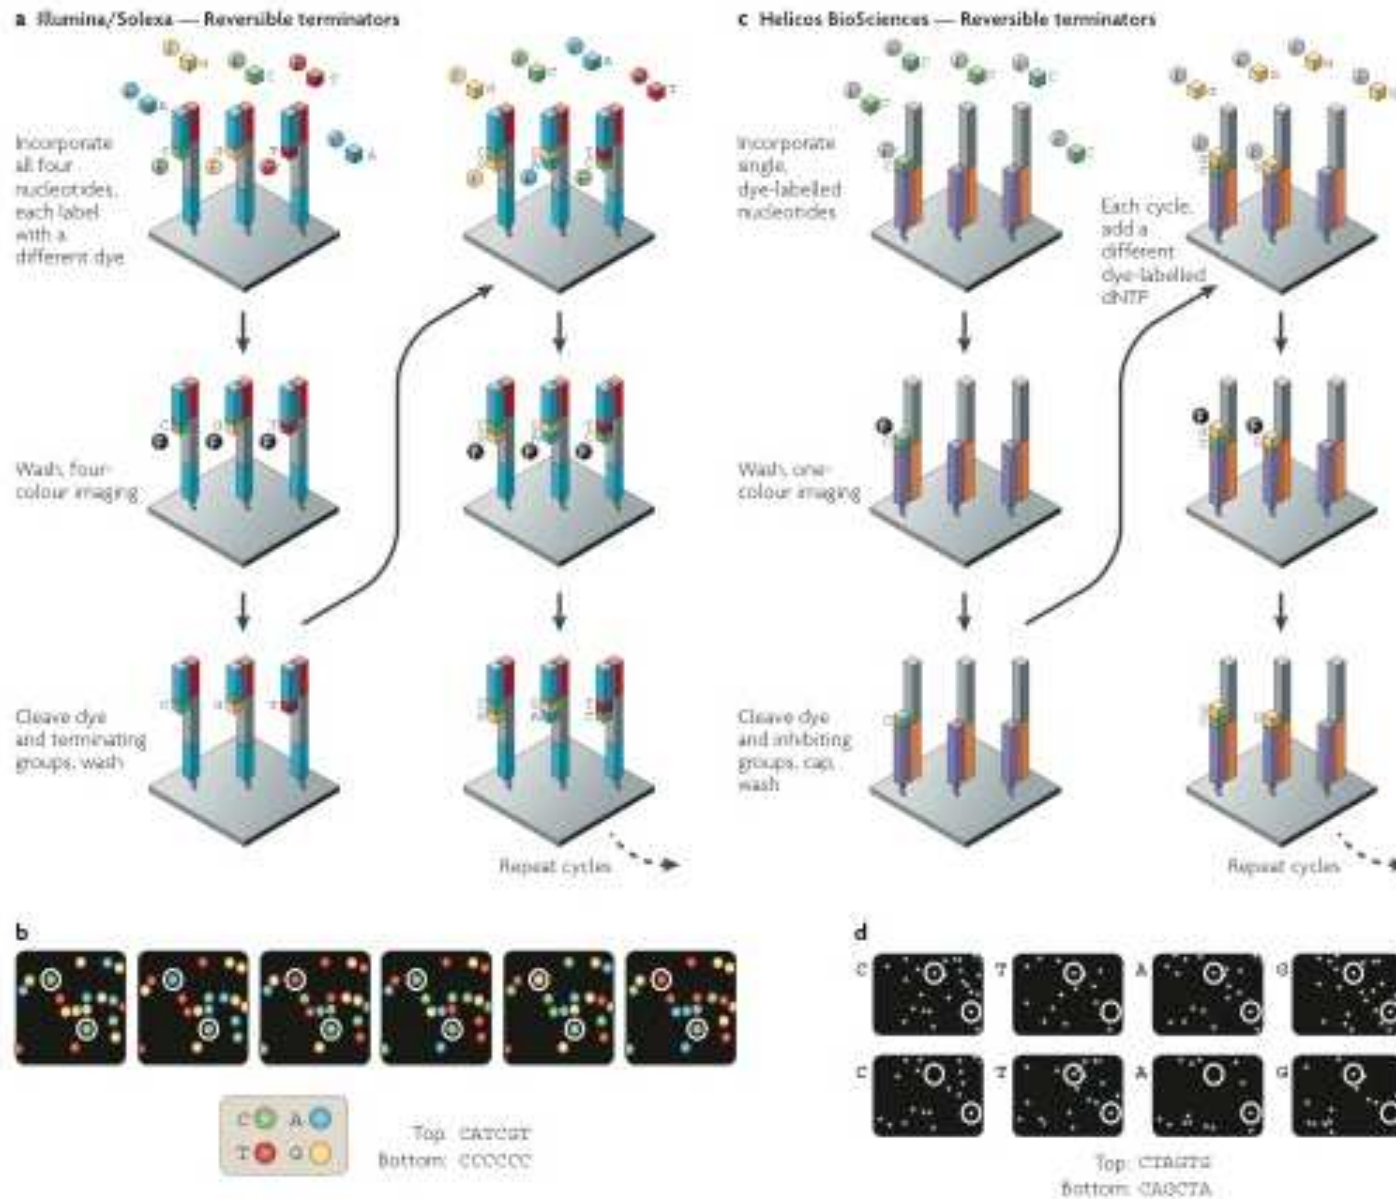 a Illumina/Solexa — Reversible terminators
Incorporate
all four
nucleotides,
each label
with a
different dye
Wash, four-
colour imaging
Cleave dye
and terminating
groups, wash
Repeat cycles
c Helicos BioSciences — Reversible terminators
Incorporate
single,
dye-labelled
nucleotides
Each cycle,
add a
different
dye-labelled
dNTP
Wash, one-
colour imaging
Cleave dye
and inhibiting
groups, cap,
wash
Repeat cycles
b
C A
T G
Top: CATCGT
Bottom: CCCCCC
d
C T A G
C T A G
Top: CTAGTG
Bottom: CAGCTA